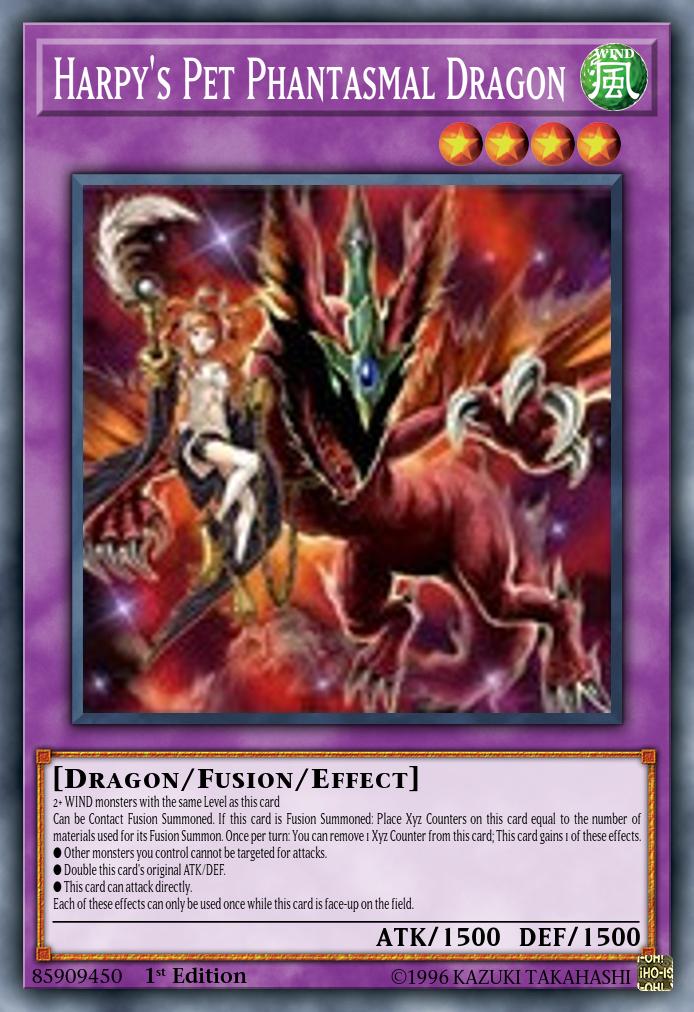 Harpy's Pet Phantasmal Dragon
WIND
風
[Dragon/Fusion/Effect]
2+ WIND monsters with the same Level as this card
Can be Contact Fusion Summoned. If this card is Fusion Summoned: Place Xyz Counters on this card equal to the number of
materials used for its Fusion Summon. Once per turn: You can remove 1 Xyz Counter from this card; This card gains 1 of these effects.
● Other monsters you control cannot be targeted for attacks.
● Double this card's original ATK/DEF.
● This card can attack directly.
Each of these effects can only be used once while this card is face-up on the field.
ATK/1500 DEF/1500
85909450 1st Edition ©1996 KAZUKI TAKAHASHI